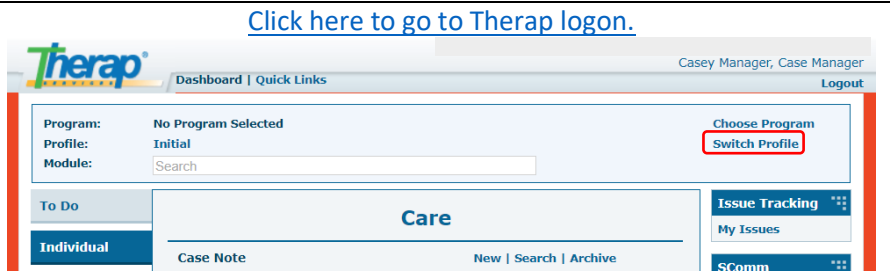 Click here to go to Therap logon.
Therap®
SERVICES
Casey Manager, Case Manager
Dashboard | Quick Links
Logout
Program: No Program Selected Choose Program
Profile: Initial Switch Profile
Module: Search
To Do
Care
Issue Tracking
My Issues
Individual
Case Note New | Search | Archive
SComm